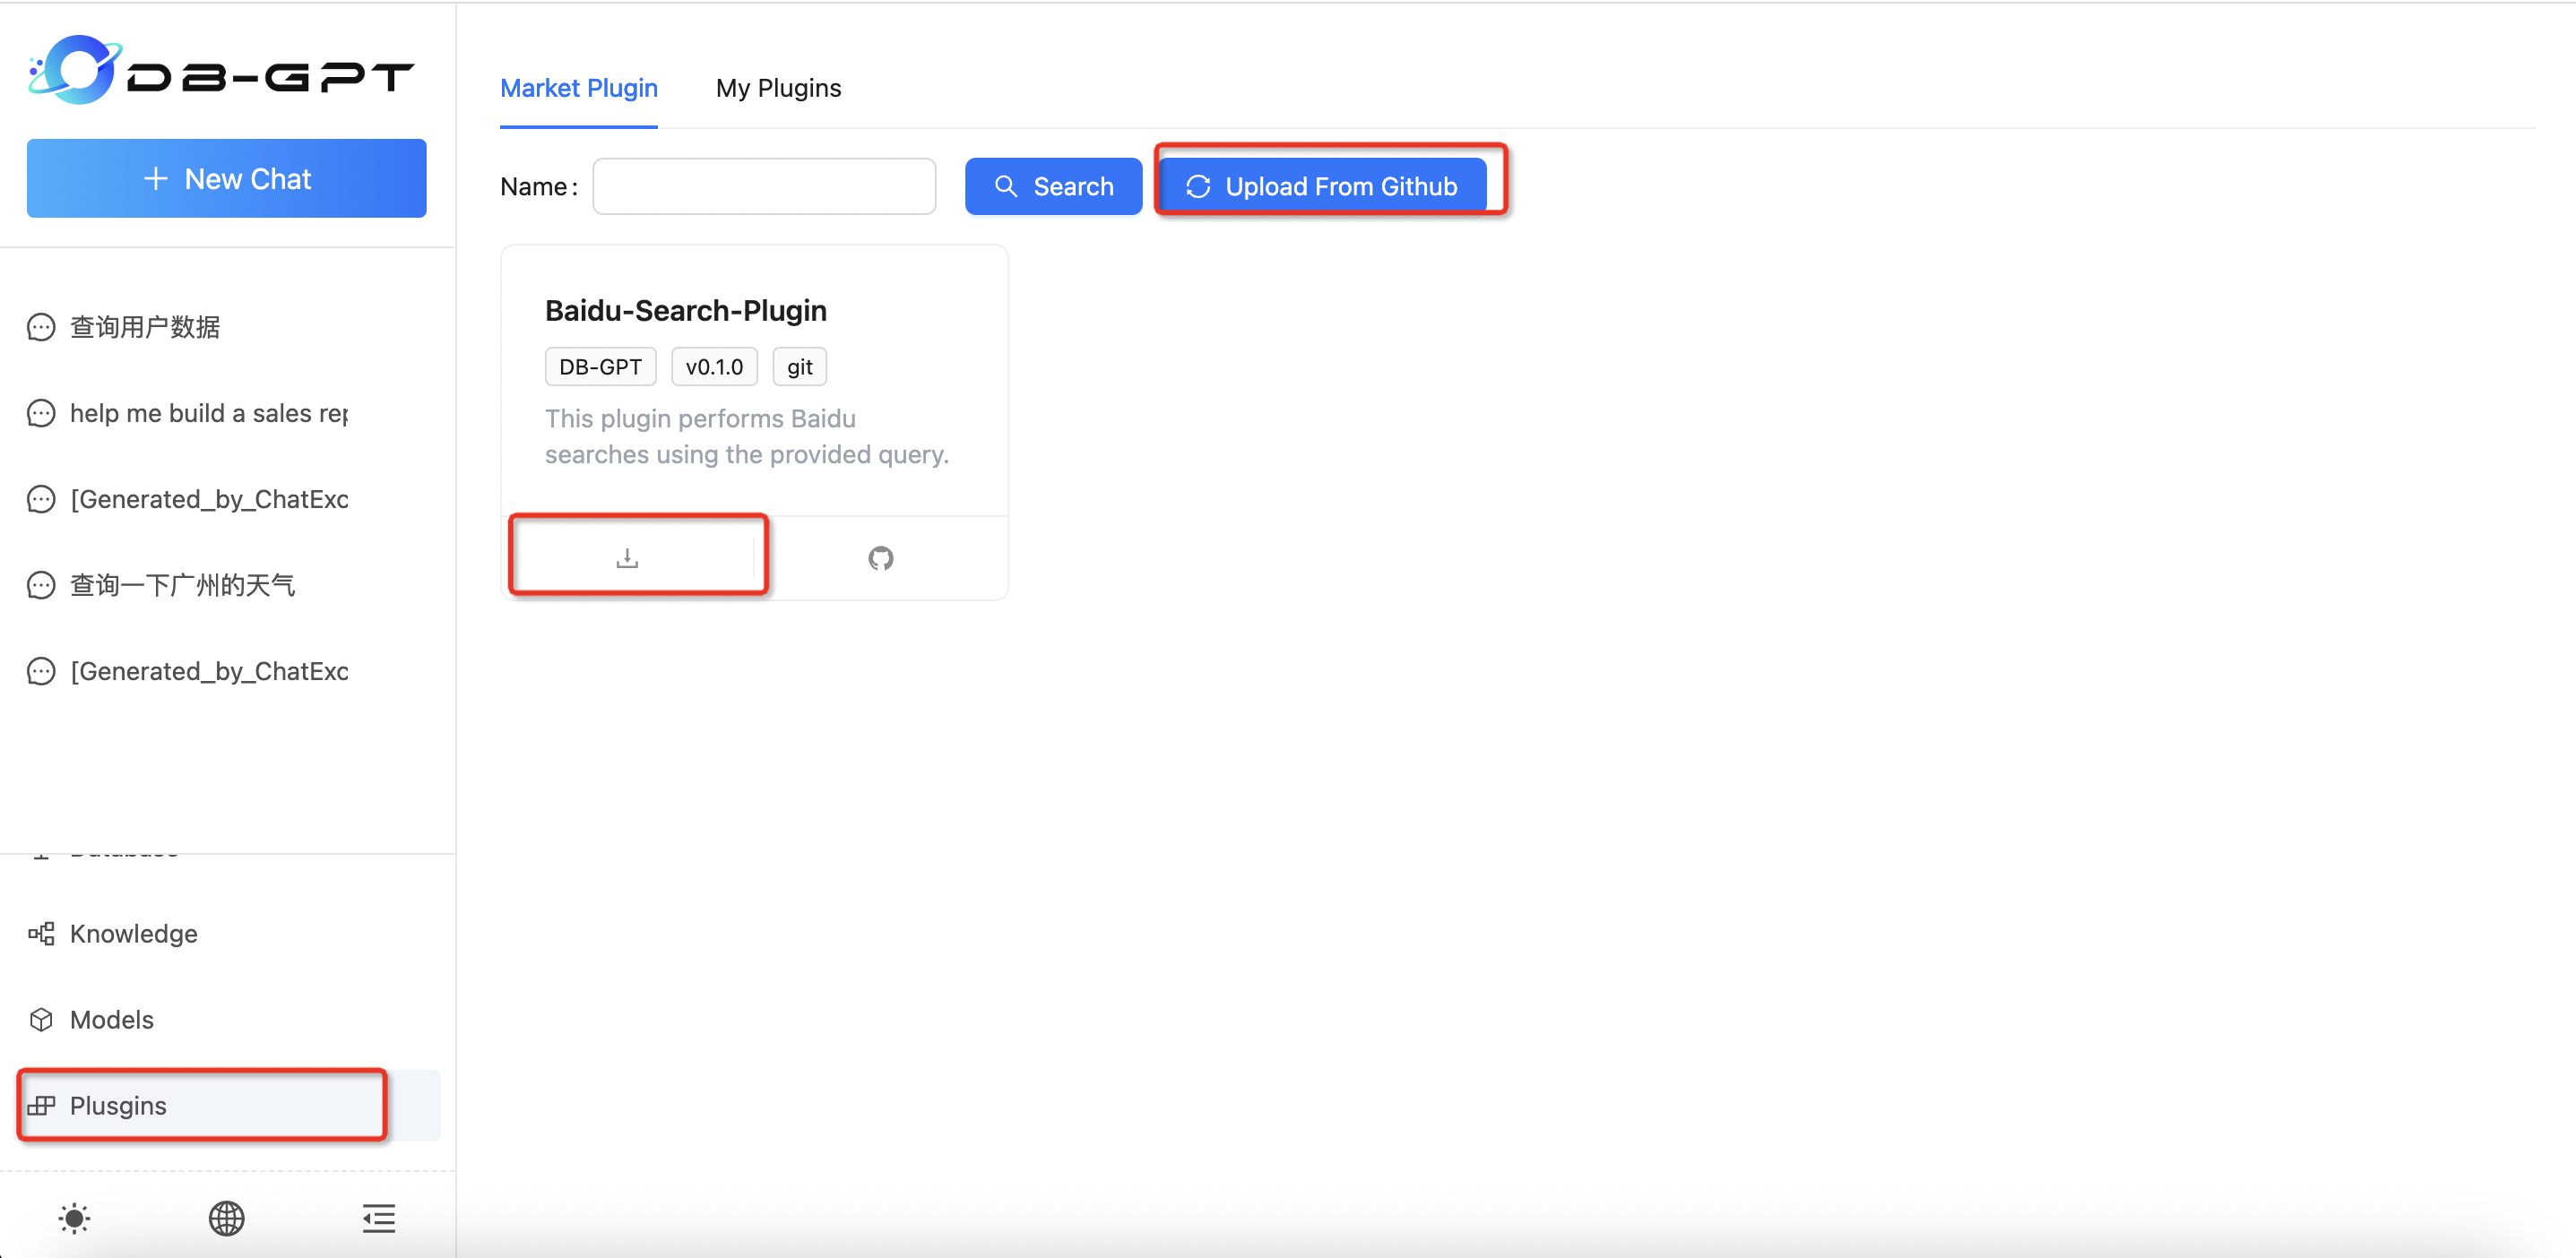 DB-GPT
+ New Chat
查询用户数据
help me build a sales rep
[Generated_by_ChatExc
查询一下广州的天气
[Generated_by_ChatExc
Knowledge
Models
Plusgins
Market Plugin My Plugins
Name: Search Upload From Github
Baidu-Search-Plugin
DB-GPT v0.1.0 git
This plugin performs Baidu
searches using the provided query.